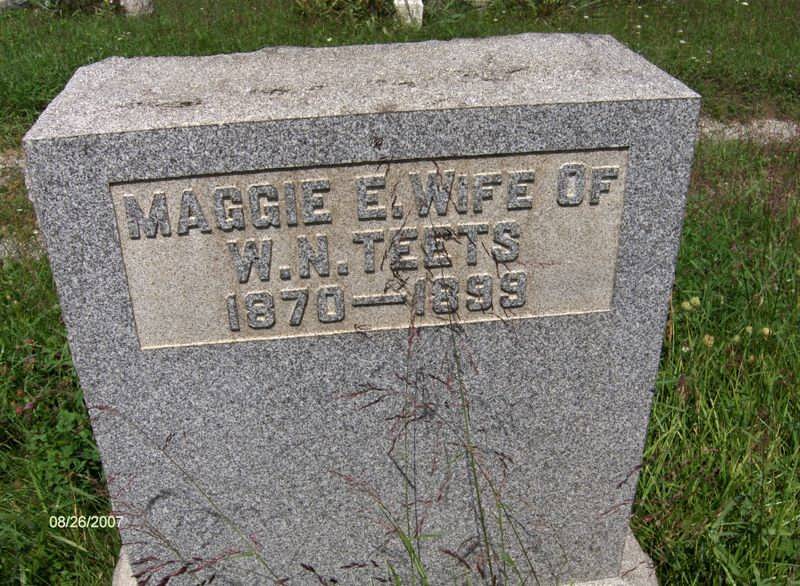 MAGGIE E. WIFE OF
W. N. TEETS
1870—1899
08/26/2007